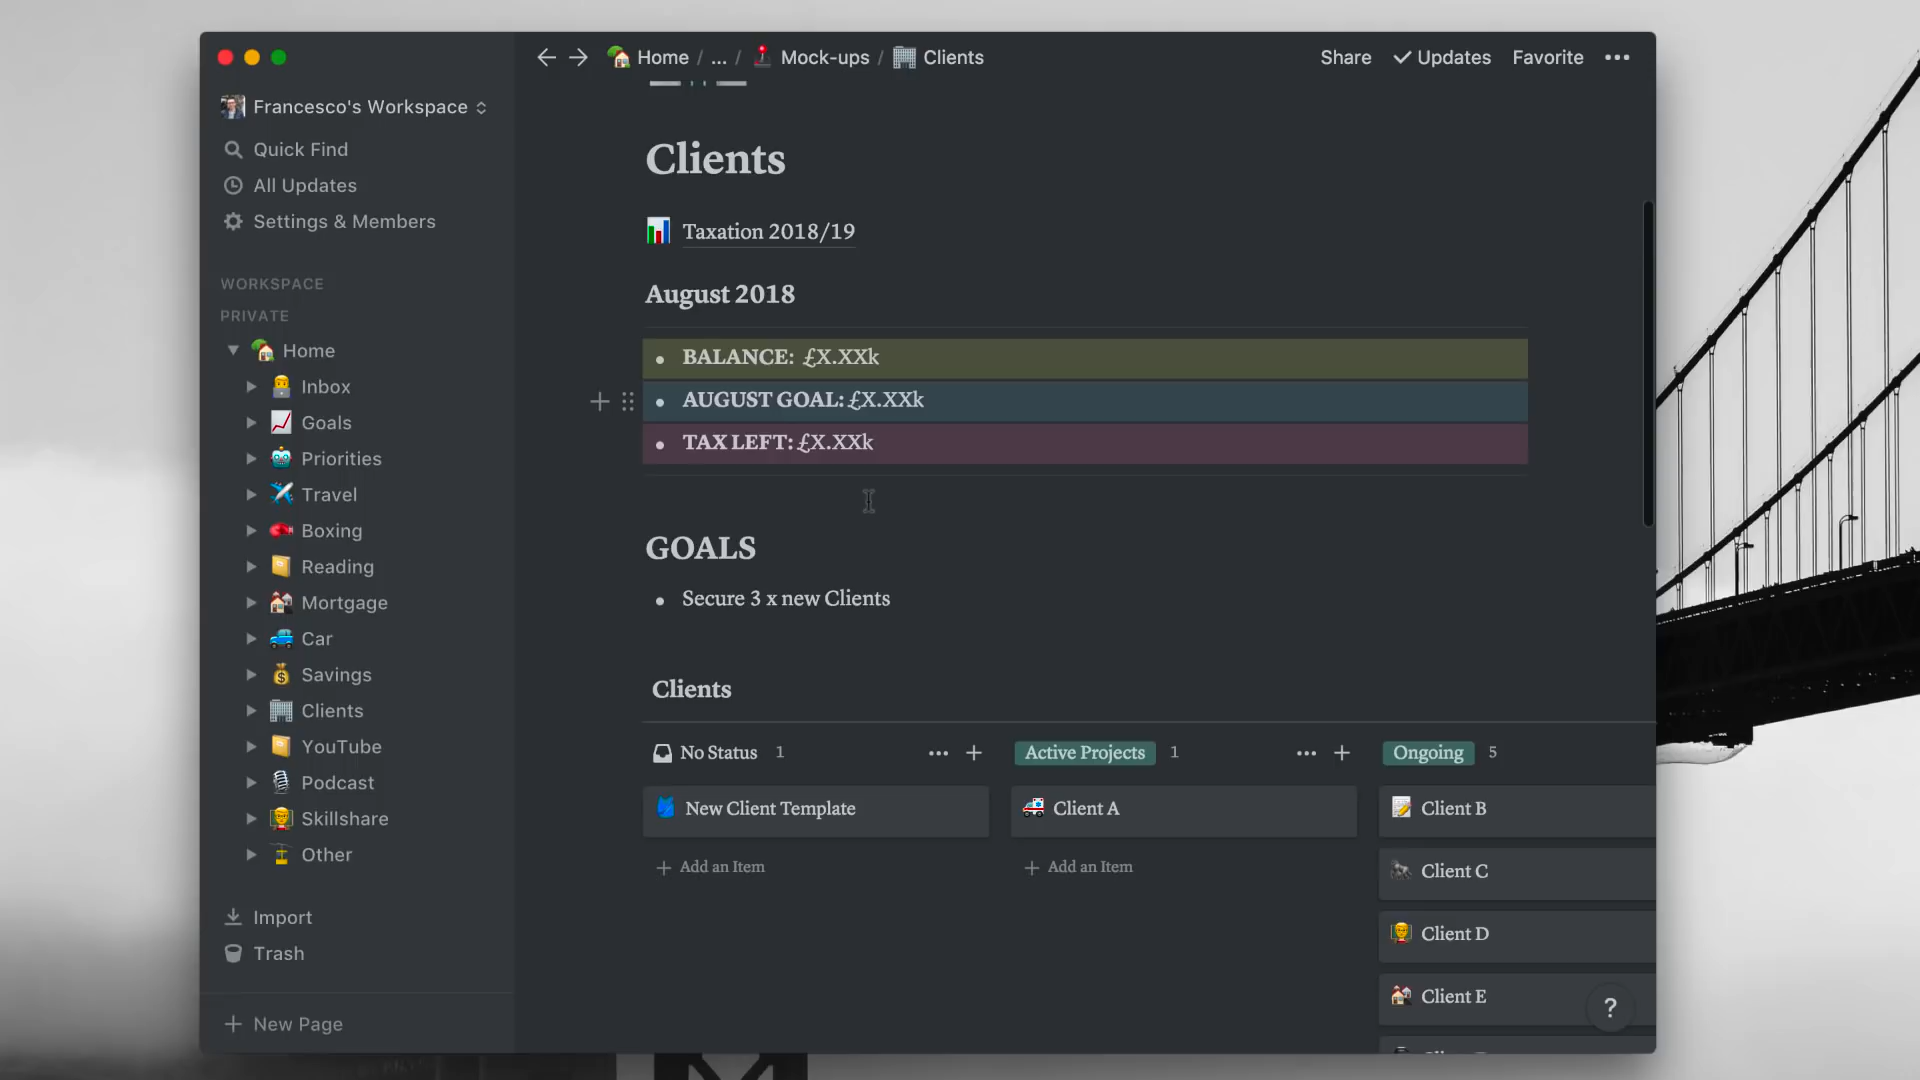 Home / ... / Mock-ups / Clients
Share Updates Favorite
Francesco's Workspace
Quick Find
All Updates
Settings & Members
WORKSPACE
PRIVATE
Home
Inbox
Goals
Priorities
Travel
Boxing
Reading
Mortgage
Car
Savings
Clients
YouTube
Podcast
Skillshare
Other
Import
Trash
New Page
Clients
Taxation 2018/19
August 2018
• BALANCE: £X.XXk
• AUGUST GOAL: £X.XXk
• TAX LEFT: £X.XXk
GOALS
• Secure 3 x new Clients
Clients
No Status 1
New Client Template
+ Add an Item
Active Projects 1
Client A
+ Add an Item
Ongoing 5
Client B
Client C
Client D
Client E
?